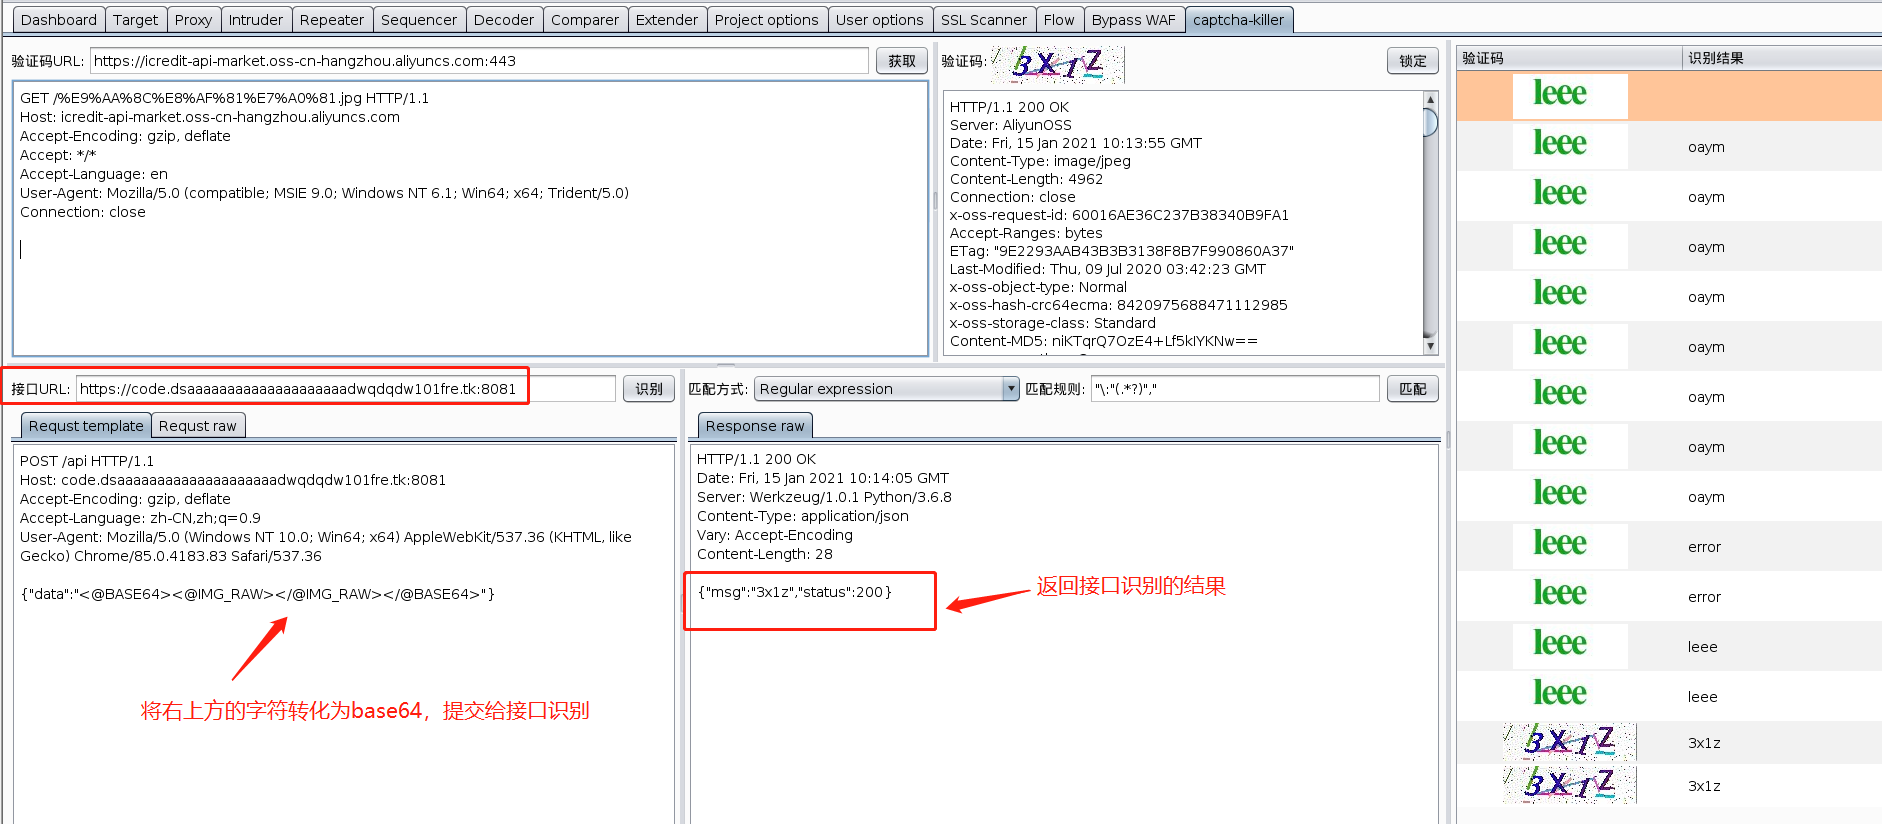 Dashboard Target Proxy Intruder Repeater Sequencer Decoder Comparer Extender Project options User options SSL Scanner Flow Bypass WAF captcha-killer
验证码URL: https://icredit-api-market.oss-cn-hangzhou.aliyuncs.com:443 获取
GET /%E9%AA%8C%E8%AF%81%E7%A0%81.jpg HTTP/1.1
Host: icredit-api-market.oss-cn-hangzhou.aliyuncs.com
Accept-Encoding: gzip, deflate
Accept: */*
Accept-Language: en
User-Agent: Mozilla/5.0 (compatible; MSIE 9.0; Windows NT 6.1; Win64; x64; Trident/5.0)
Connection: close
验证码: 3X1Z 锁定
HTTP/1.1 200 OK
Server: AliyunOSS
Date: Fri, 15 Jan 2021 10:13:55 GMT
Content-Type: image/jpeg
Content-Length: 4962
Connection: close
x-oss-request-id: 60016AE36C237B38340B9FA1
Accept-Ranges: bytes
ETag: "9E2293AAB43B3B3138F8B7F990860A37"
Last-Modified: Thu, 09 Jul 2020 03:42:23 GMT
x-oss-object-type: Normal
x-oss-hash-crc64ecma: 8420975688471112985
x-oss-storage-class: Standard
Content-MD5: niKTqrQ7OzE4+Lf5kIYKNw==
接口URL: https://code.dsaaaaaaaaaaaaaaaaaaaaadwqdqdw101fre.tk:8081 识别
Requst template Requst raw
POST /api HTTP/1.1
Host: code.dsaaaaaaaaaaaaaaaaaaaaadwqdqdw101fre.tk:8081
Accept-Encoding: gzip, deflate
Accept-Language: zh-CN,zh;q=0.9
User-Agent: Mozilla/5.0 (Windows NT 10.0; Win64; x64) AppleWebKit/537.36 (KHTML, like
Gecko) Chrome/85.0.4183.83 Safari/537.36
{"data":"<@BASE64><@IMG_RAW></@IMG_RAW></@BASE64>"}
将右上方的字符转化为base64，提交给接口识别
匹配方式: Regular expression 匹配规则: "\:"(.*?)"," 匹配
Response raw
HTTP/1.1 200 OK
Date: Fri, 15 Jan 2021 10:14:05 GMT
Server: Werkzeug/1.0.1 Python/3.6.8
Content-Type: application/json
Vary: Accept-Encoding
Content-Length: 28
{"msg":"3x1z","status":200}
返回接口识别的结果
验证码 识别结果
leee
leee oaym
leee oaym
leee oaym
leee oaym
leee oaym
leee oaym
leee oaym
leee oaym
leee error
leee error
leee leee
leee leee
3X1Z 3x1z
3X1Z 3x1z